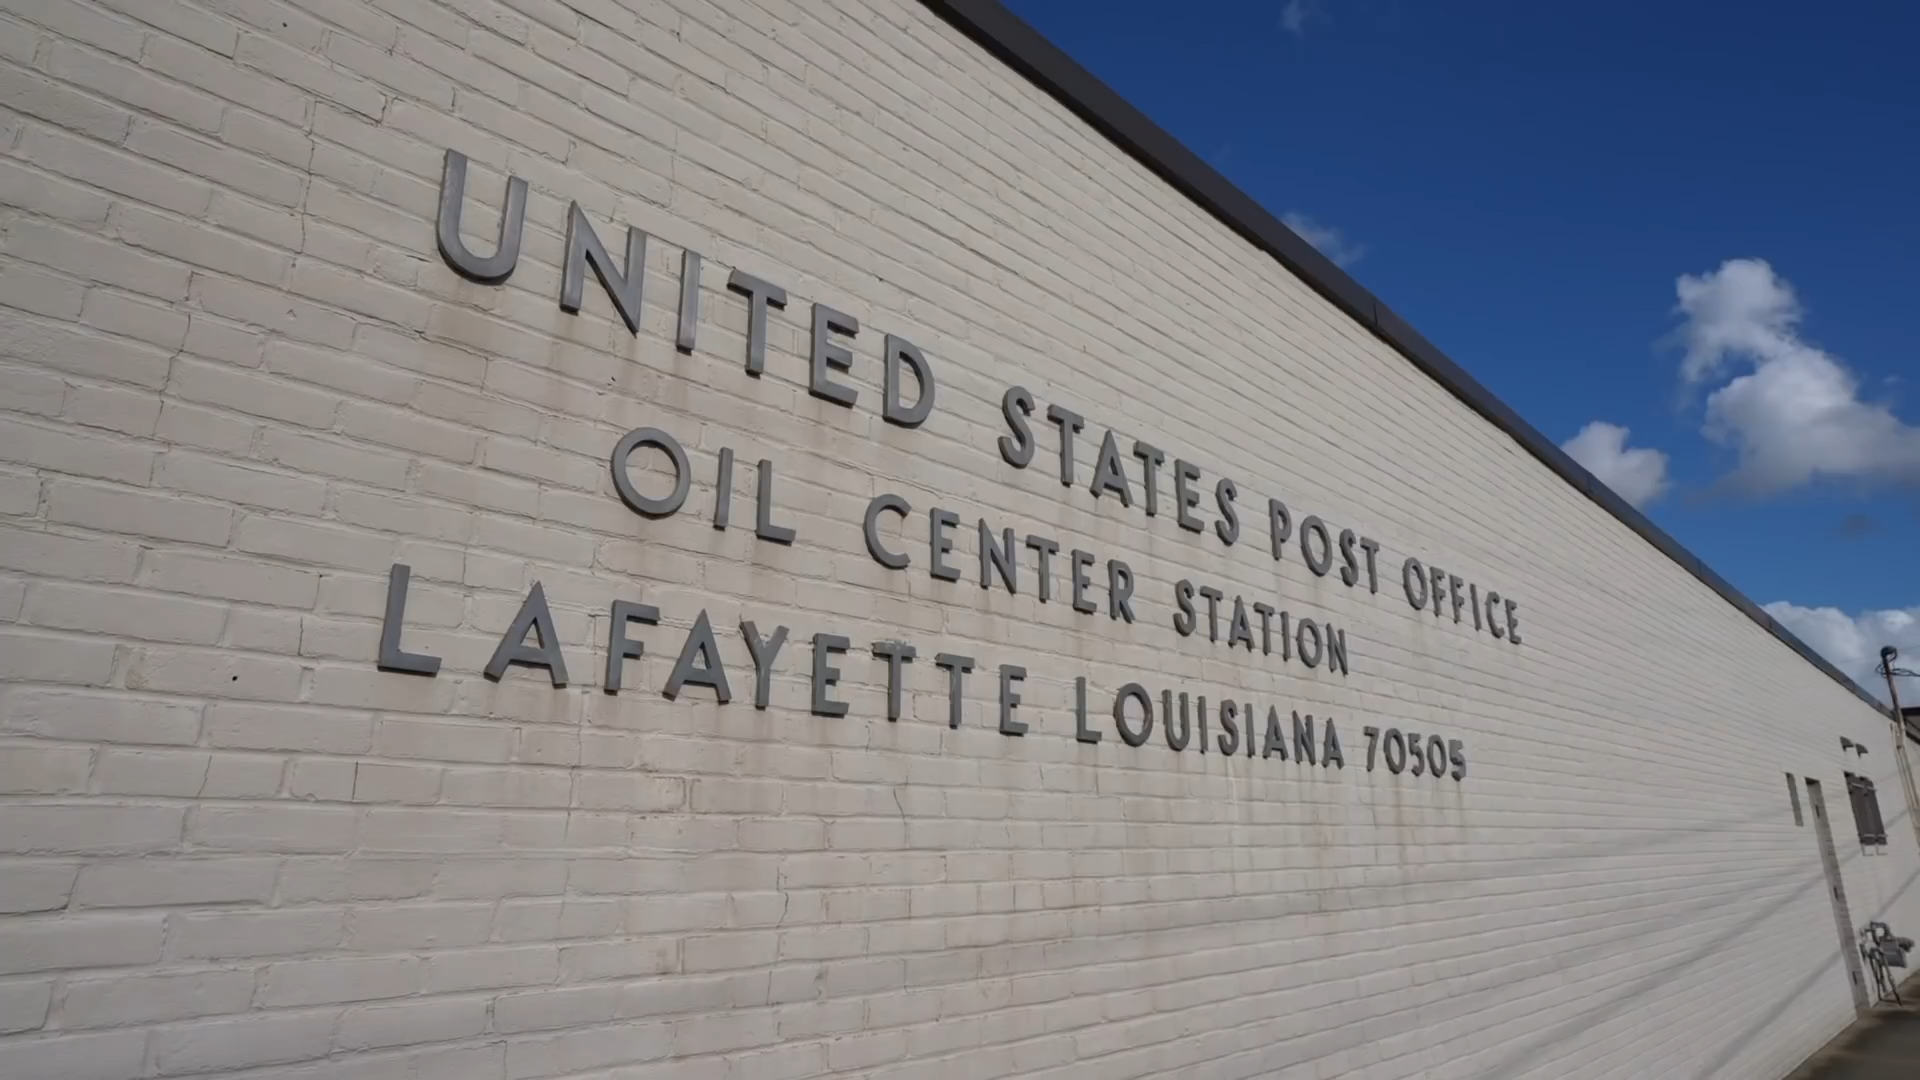 UNITED STATES POST OFFICE
OIL CENTER STATION
LAFAYETTE LOUISIANA 70505